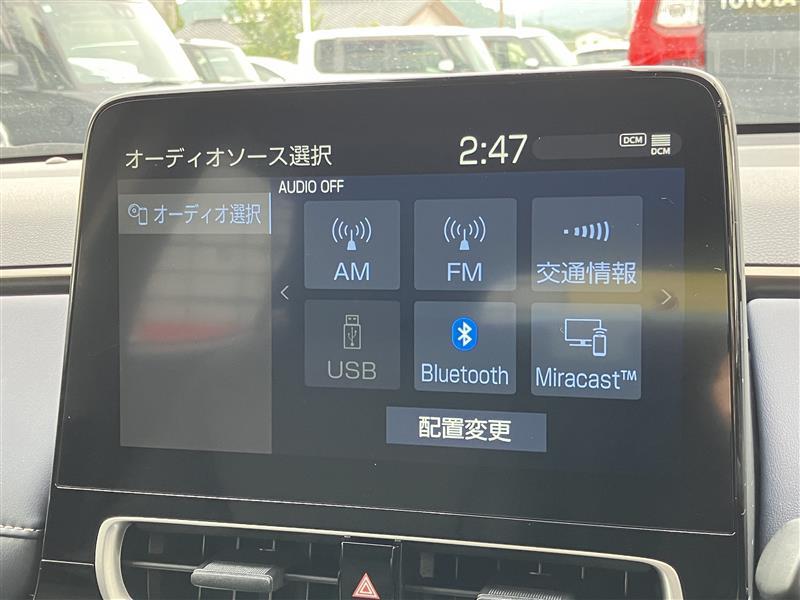 TOYOTA
オーディオソース選択
2:47
DCM
DCM
AUDIO OFF
オーディオ選択
AM
FM
交通情報
USB
Bluetooth
Miracast™
配置変更